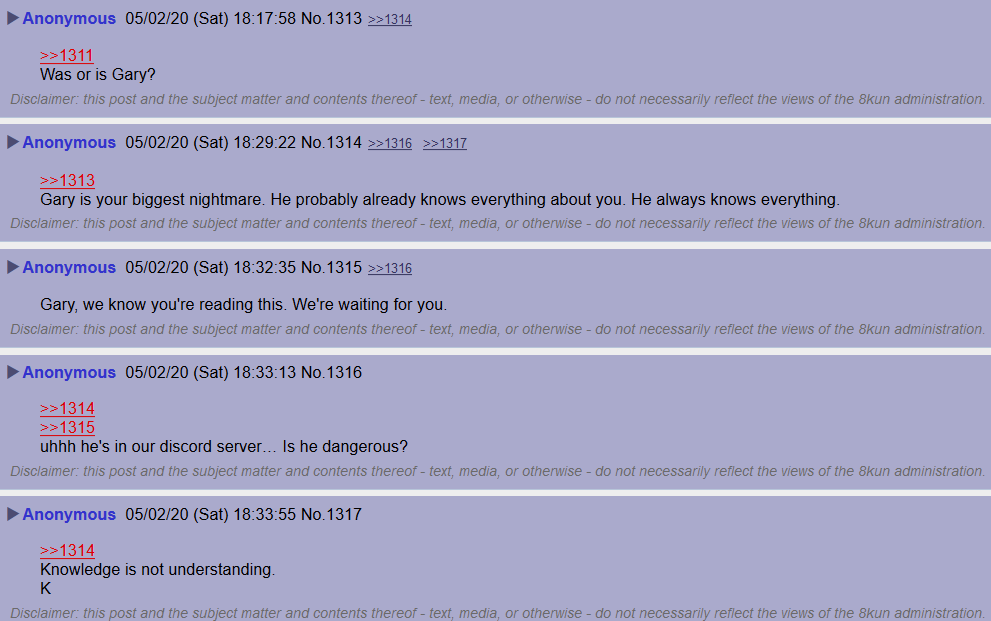 Anonymous 05/02/20 (Sat) 18:17:58 No.1313 >>1314
>>1311
Was or is Gary?
Disclaimer: this post and the subject matter and contents thereof - text, media, or otherwise - do not necessarily reflect the views of the 8kun administration.
Anonymous 05/02/20 (Sat) 18:29:22 No.1314 >>1316 >>1317
>>1313
Gary is your biggest nightmare. He probably already knows everything about you. He always knows everything.
Disclaimer: this post and the subject matter and contents thereof - text, media, or otherwise - do not necessarily reflect the views of the 8kun administration.
Anonymous 05/02/20 (Sat) 18:32:35 No.1315 >>1316
Gary, we know you're reading this. We're waiting for you.
Disclaimer: this post and the subject matter and contents thereof - text, media, or otherwise - do not necessarily reflect the views of the 8kun administration.
Anonymous 05/02/20 (Sat) 18:33:13 No.1316
>>1314
>>1315
uhhh he's in our discord server… Is he dangerous?
Disclaimer: this post and the subject matter and contents thereof - text, media, or otherwise - do not necessarily reflect the views of the 8kun administration.
Anonymous 05/02/20 (Sat) 18:33:55 No.1317
>>1314
Knowledge is not understanding.
K
Disclaimer: this post and the subject matter and contents thereof - text, media, or otherwise - do not necessarily reflect the views of the 8kun administration.